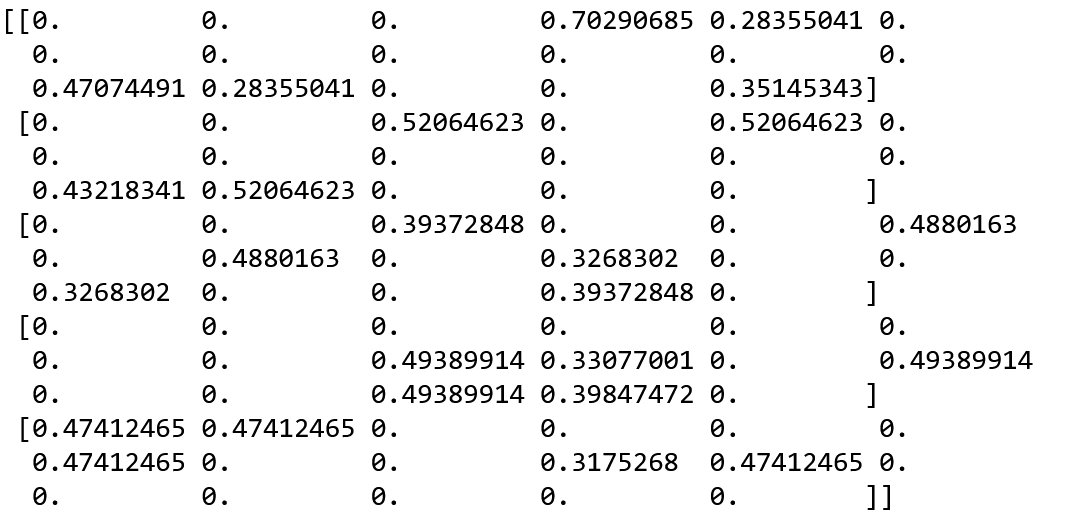 [[0.         0.         0.         0.70290685 0.28355041 0.
  0.         0.         0.         0.         0.         0.
  0.47074491 0.28355041 0.         0.         0.35145343]
 [0.         0.         0.52064623 0.         0.52064623 0.
  0.         0.         0.         0.         0.         0.
  0.43218341 0.52064623 0.         0.         0.        ]
 [0.         0.         0.39372848 0.         0.         0.4880163
  0.         0.4880163  0.         0.3268302  0.         0.
  0.3268302  0.         0.         0.39372848 0.        ]
 [0.         0.         0.         0.         0.         0.
  0.         0.         0.49389914 0.33077001 0.         0.49389914
  0.         0.         0.49389914 0.39847472 0.        ]
 [0.47412465 0.47412465 0.         0.         0.         0.
  0.47412465 0.         0.         0.3175268  0.47412465 0.
  0.         0.         0.         0.         0.        ]]